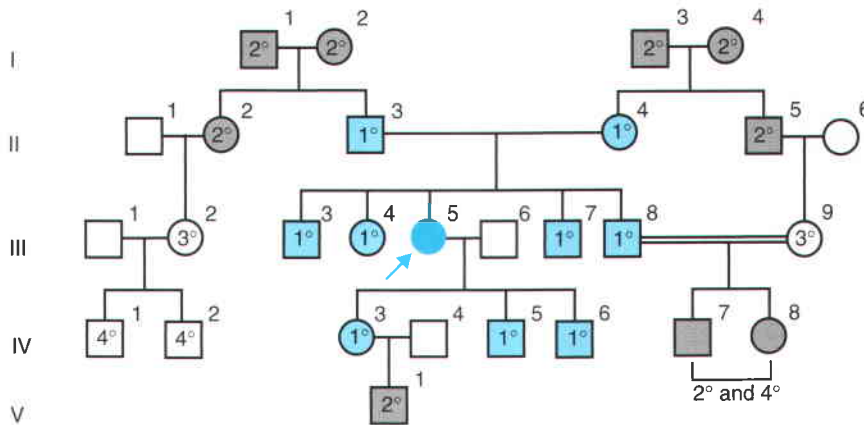 1 2 3 4
I 2° 2° 2° 2°
1 2 3 4 5 6
II 2° 1° 1° 2°
1 2 3 4 5 6 7 8 9
III 3° 1° 1° 1° 1° 3°
1 2 3 4 5 6 7 8
IV 4° 4° 1° 1° 1°
2° and 4°
1
V 2°